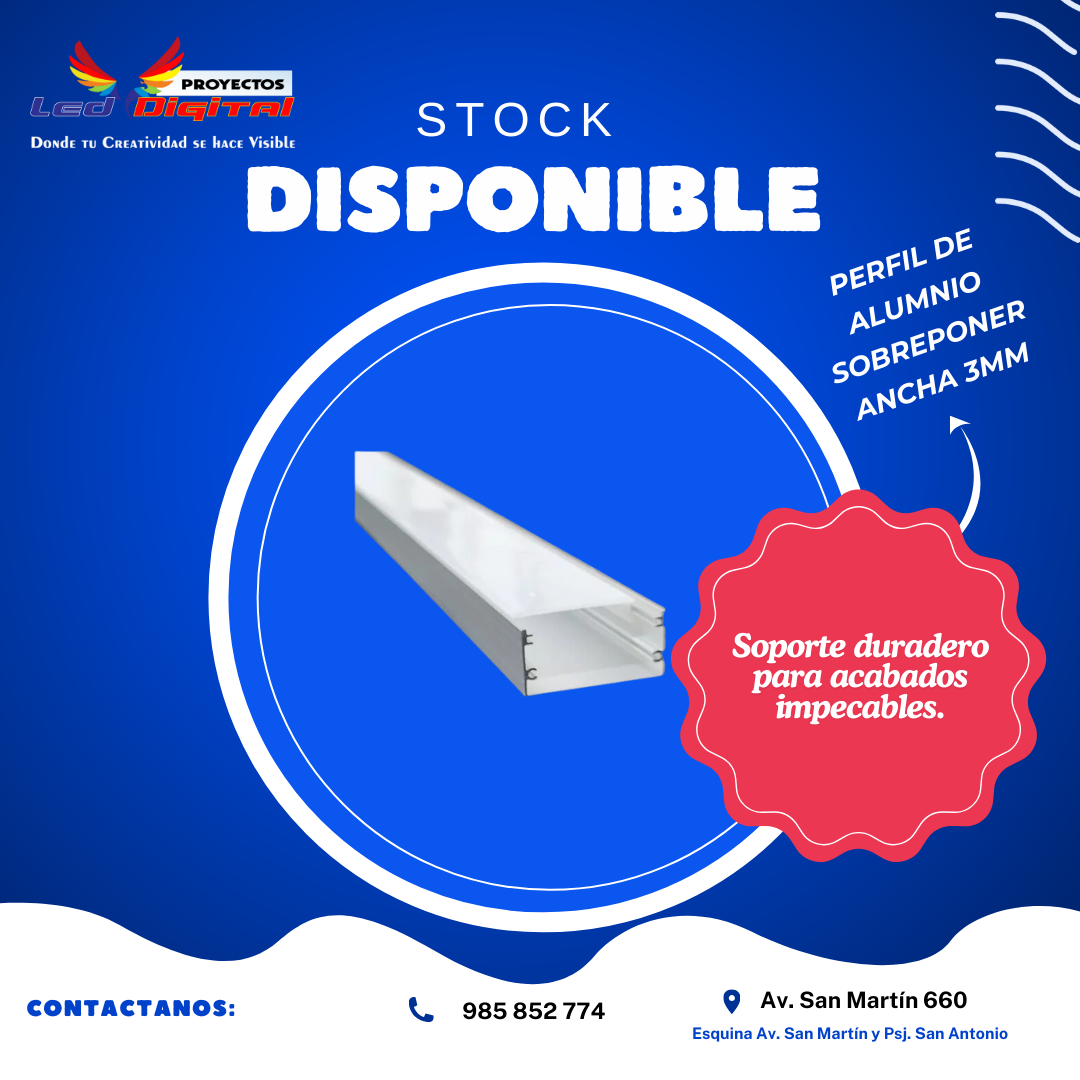 PROYECTOS
Led Digital
Donde tu Creatividad se hace Visible
STOCK
DISPONIBLE
PERFIL DE
ALUMNIO
SOBREPONER
ANCHA 3MM
Soporte duradero
para acabados
impecables.
CONTACTANOS:
985 852 774
Av. San Martín 660
Esquina Av. San Martín y Psj. San Antonio